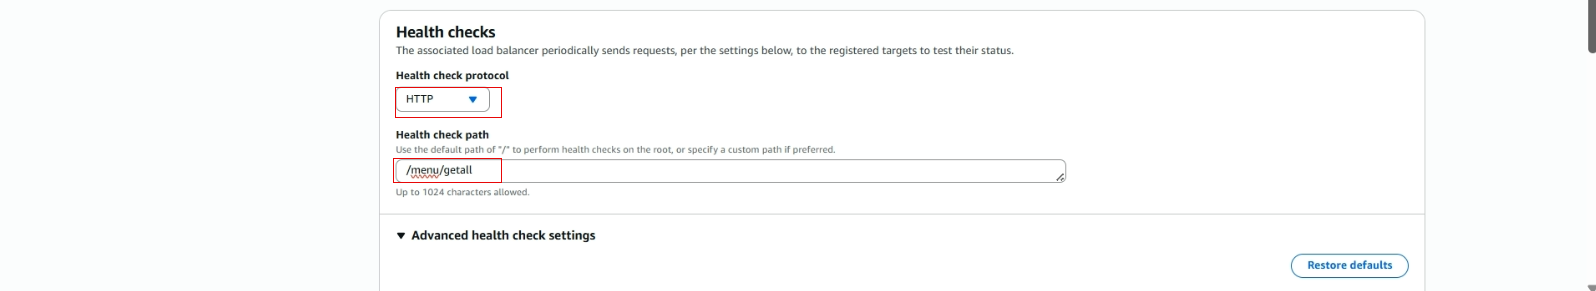 Health checks
The associated load balancer periodically sends requests, per the settings below, to the registered targets to test their status.
Health check protocol
HTTP
Health check path
Use the default path of "/" to perform health checks on the root, or specify a custom path if preferred.
/menu/getall
Up to 1024 characters allowed.
Advanced health check settings
Restore defaults